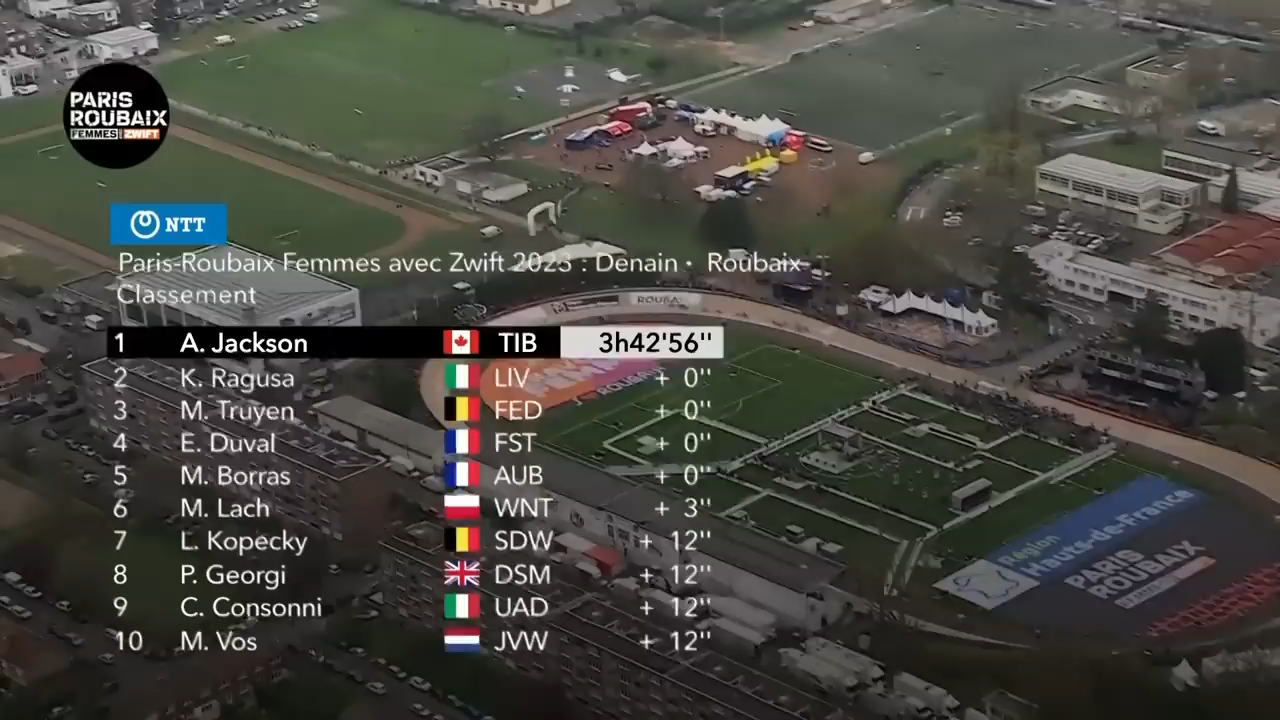 PARIS
ROUBAIX
FEMMES AVEC ZWIFT
NTT
Paris-Roubaix Femmes avec Zwift 2023 : Denain • Roubaix
Classement
1 A. Jackson TIB 3h42'56''
2 K. Ragusa LIV + 0''
3 M. Truyen FED + 0''
4 E. Duval FST + 0''
5 M. Borras AUB + 0''
6 M. Lach WNT + 3''
7 L. Kopecky SDW + 12''
8 P. Georgi DSM + 12''
9 C. Consonni UAD + 12''
10 M. Vos JVW + 12''
ROUBAIX
Région
Hauts-de-France
PARIS
ROUBAIX